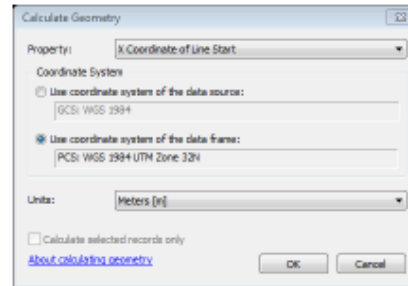 Calculate Geometry
Property: X Coordinate of Line Start
Coordinate System
Use coordinate system of the data source:
GCS: WGS 1984
Use coordinate system of the data frame:
PCS: WGS 1984 UTM Zone 32N
Units: Meters [m]
Calculate selected records only
About calculating geometry
OK Cancel